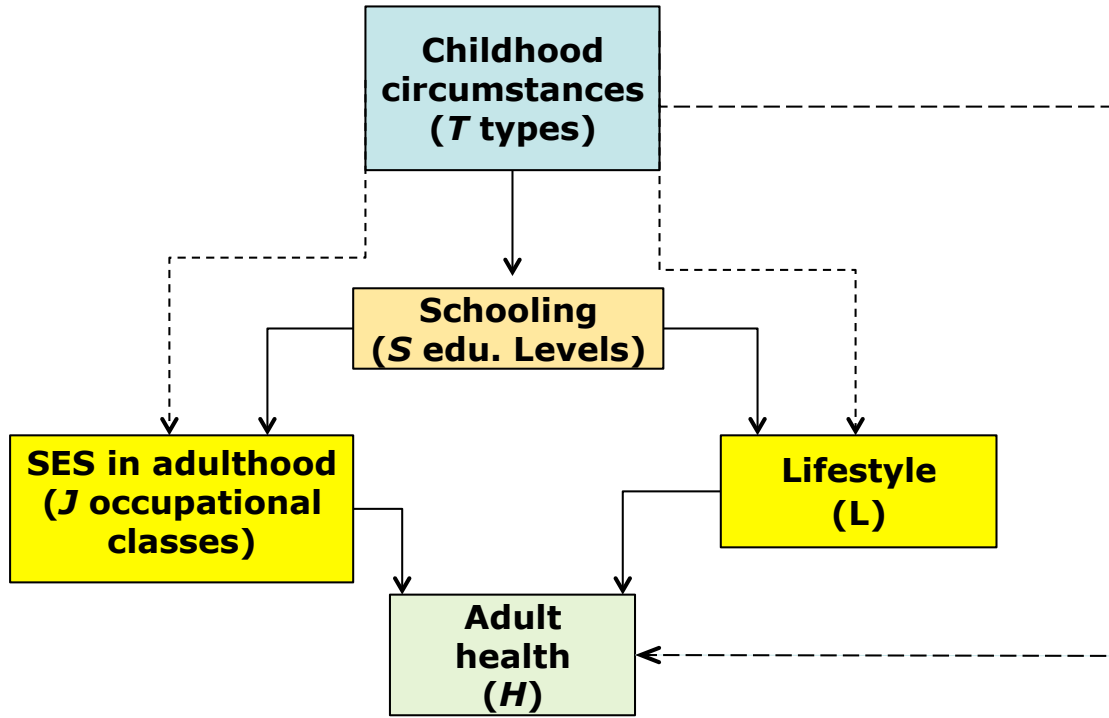 Childhood
circumstances
(T types)
Schooling
(S edu. Levels)
SES in adulthood
(J occupational
classes)
Lifestyle
(L)
Adult
health
(H)